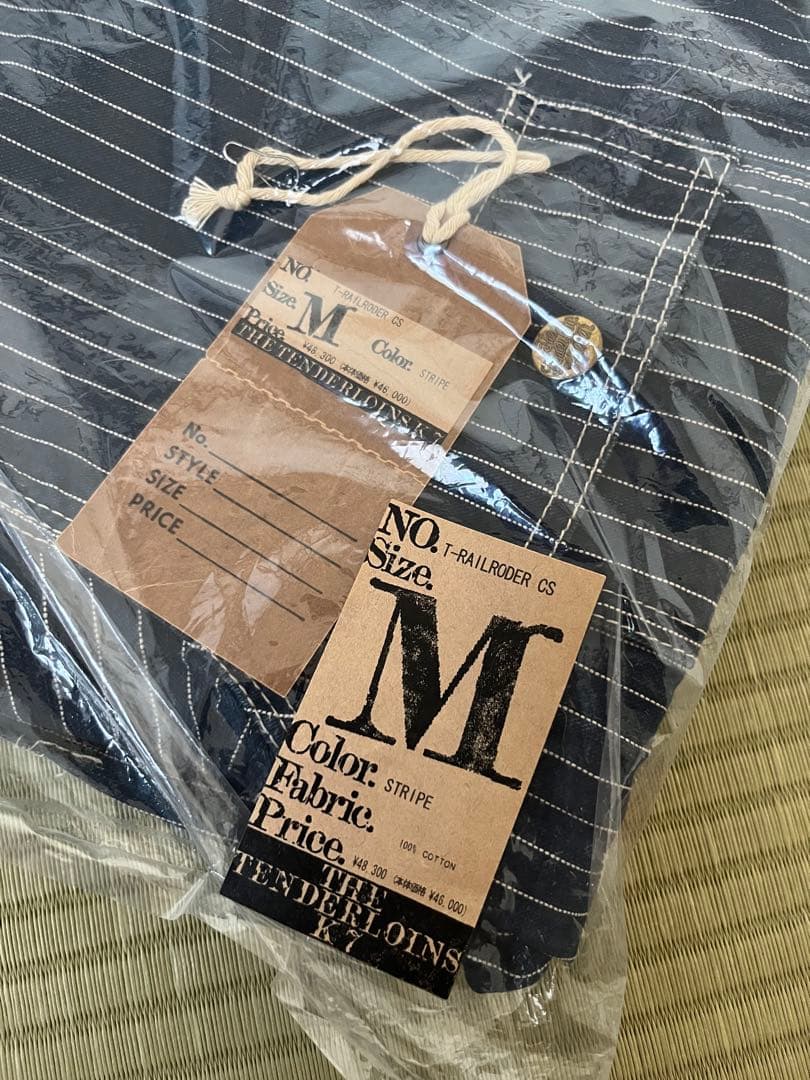 NO. T-RAILRODER CS
Size. M
Color. STRIPE
Price. ¥48,300 (本体価格 ¥46,000)
THE TENDERLOINS K7
No.
STYLE
SIZE
PRICE
NO. T-RAILRODER CS
Size.
M
Color. STRIPE
Fabric. 100% COTTON
Price. ¥48,300 (本体価格 ¥46,000)
THE
TENDERLOINS
K7